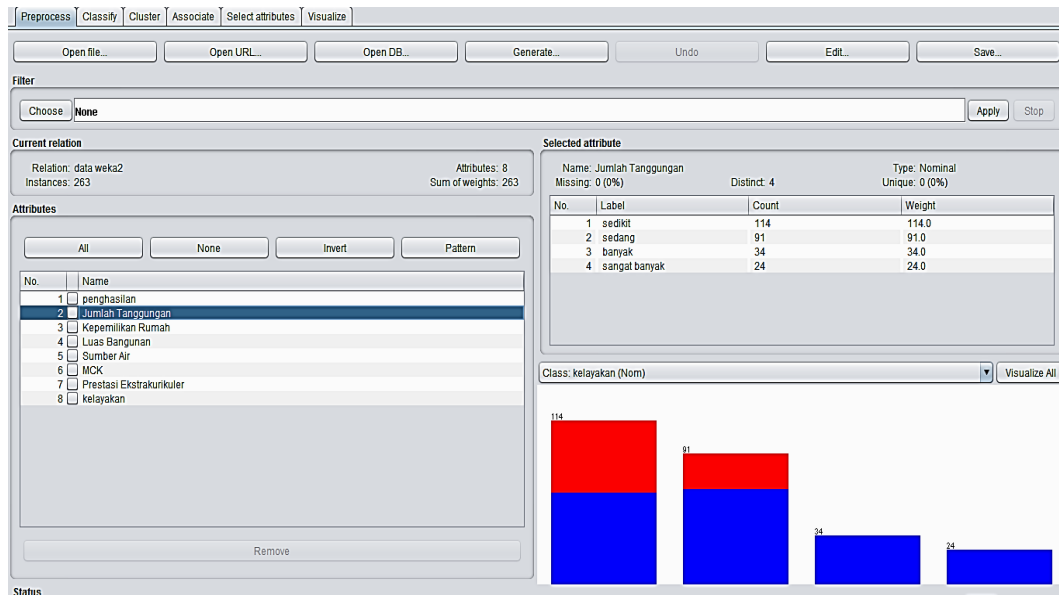 Preprocess Classify Cluster Associate Select attributes Visualize
Open file... Open URL... Open DB... Generate... Undo Edit... Save...
Filter
Choose None Apply Stop
Current relation
Relation: data weka2 Attributes: 8
Instances: 263 Sum of weights: 263
Selected attribute
Name: Jumlah Tanggungan Type: Nominal
Missing: 0 (0%) Distinct: 4 Unique: 0 (0%)
No. Label Count Weight
1 sedikit 114 114.0
2 sedang 91 91.0
3 banyak 34 34.0
4 sangat banyak 24 24.0
Attributes
All None Invert Pattern
No. Name
1 penghasilan
2 Jumlah Tanggungan
3 Kepemilikan Rumah
4 Luas Bangunan
5 Sumber Air
6 MCK
7 Prestasi Ekstrakurikuler
8 kelayakan
Remove
Class: kelayakan (Nom) Visualize All
114
91
34
24
Status